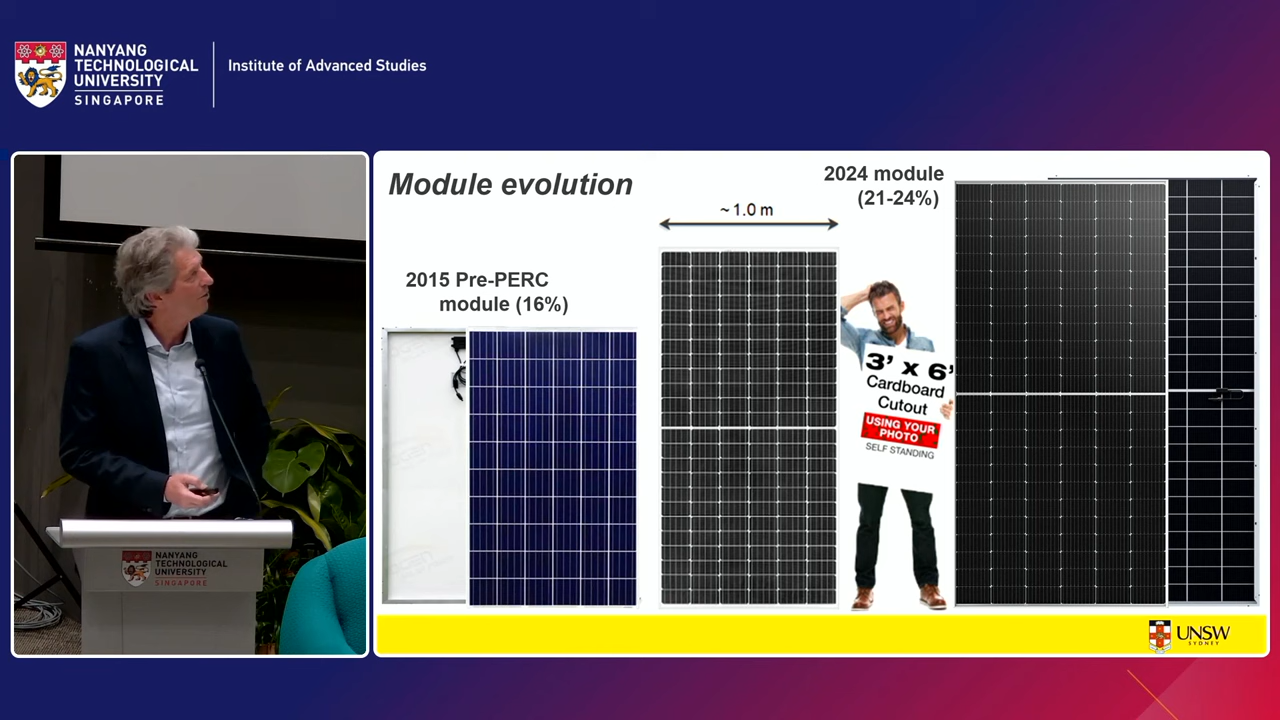 NANYANG
TECHNOLOGICAL
UNIVERSITY
SINGAPORE
Institute of Advanced Studies
Module evolution
2015 Pre-PERC
module (16%)
~ 1.0 m
2024 module
(21-24%)
3' x 6'
Cardboard
Cutout
USING YOUR
PHOTO
SELF STANDING
NANYANG
TECHNOLOGICAL
UNIVERSITY
SINGAPORE
UNSW
SYDNEY